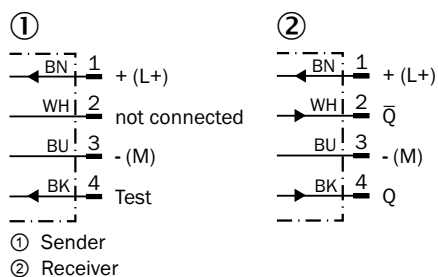 ① ②
BN 1 + (L+) BN 1 + (L+)
WH 2 not connected WH 2 Q̅
BU 3 - (M) BU 3 - (M)
BK 4 Test BK 4 Q
① Sender
② Receiver